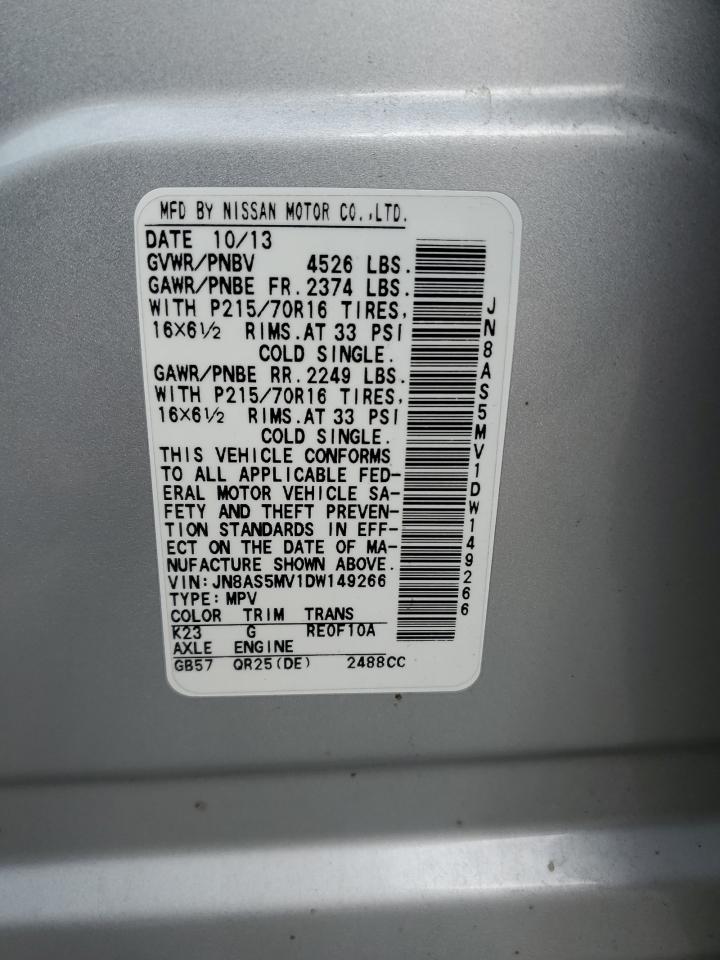 MFD BY NISSAN MOTOR CO.,LTD.
DATE 10/13
GVWR/PNBV 4526 LBS.
GAWR/PNBE FR. 2374 LBS.
WITH P215/70R16 TIRES,
16X6½ RIMS.AT 33 PSI
COLD SINGLE.
GAWR/PNBE RR. 2249 LBS.
WITH P215/70R16 TIRES,
16X6½ RIMS.AT 33 PSI
COLD SINGLE.
THIS VEHICLE CONFORMS
TO ALL APPLICABLE FED-
ERAL MOTOR VEHICLE SA-
FETY AND THEFT PREVEN-
TION STANDARDS IN EFF-
ECT ON THE DATE OF MA-
NUFACTURE SHOWN ABOVE.
VIN:JN8AS5MV1DW149266
TYPE:MPV
COLOR TRIM TRANS
K23 G RE0F10A
AXLE ENGINE
GB57 QR25(DE) 2488CC
JN8AS5MV1DW149266